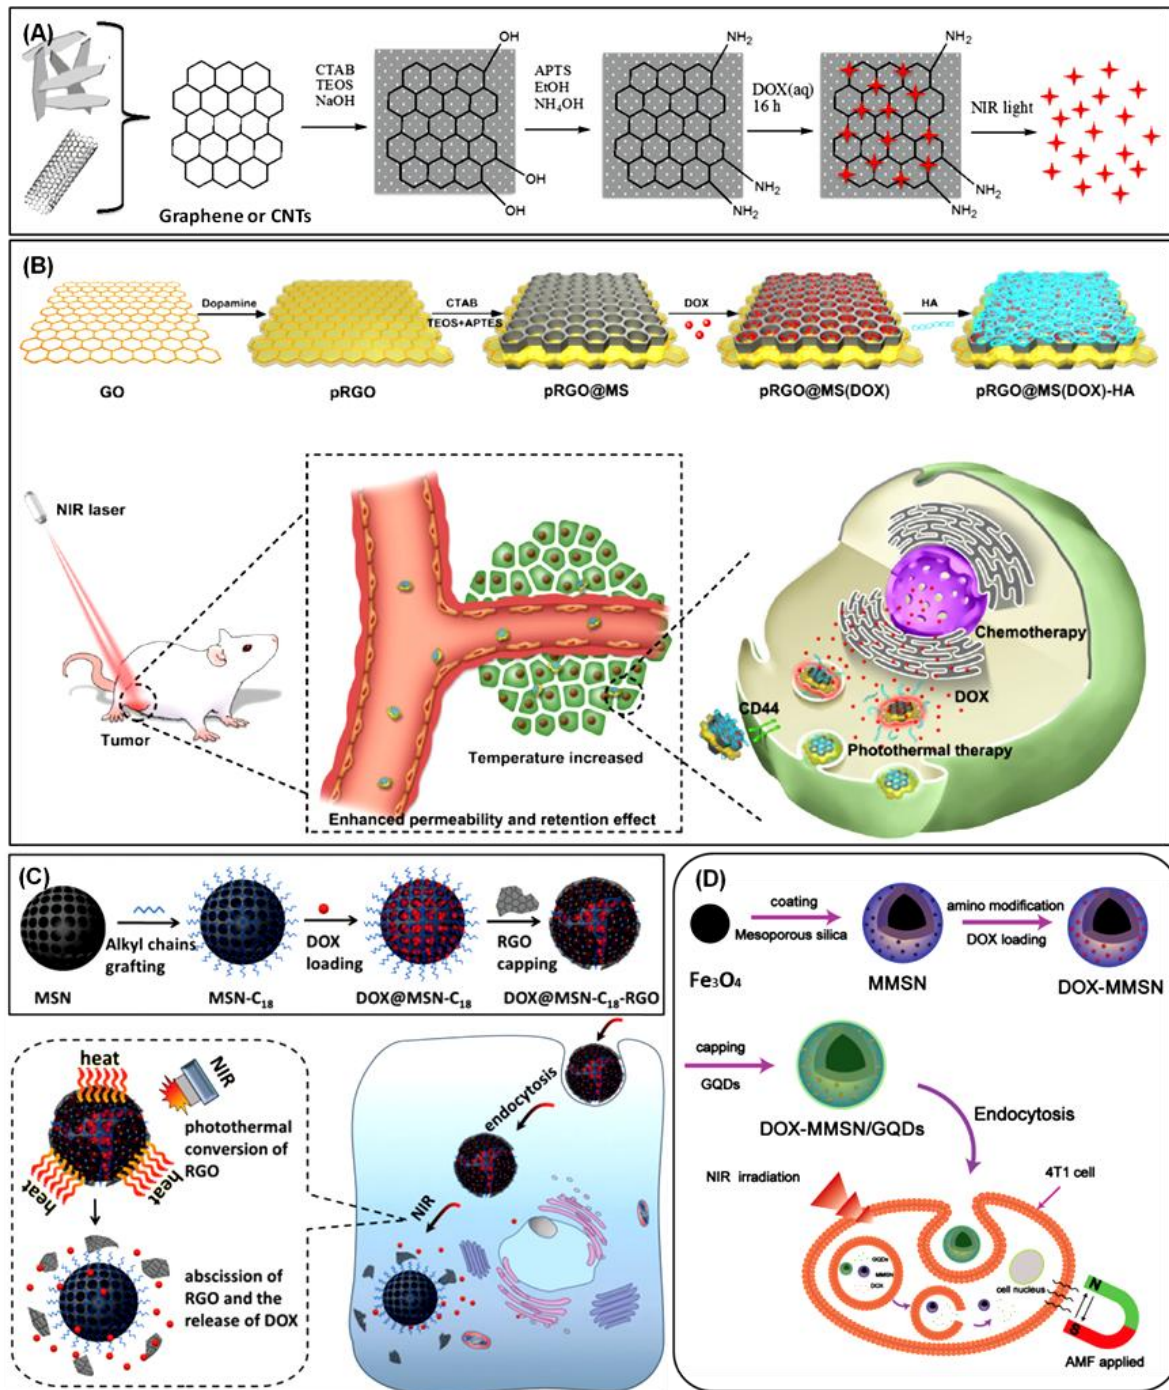 (A)
CTAB
TEOS
NaOH
OH
OH
OH
APTS
EtOH
NH₄OH
NH₂
NH₂
NH₂
DOX(aq)
16 h
NH₂
NH₂
NH₂
NIR light
Graphene or CNTs
(B)
Dopamine
CTAB
TEOS+APTES
DOX
HA
GO
pRGO
pRGO@MS
pRGO@MS(DOX)
pRGO@MS(DOX)-HA
NIR laser
Tumor
Temperature increased
Enhanced permeability and retention effect
Chemotherapy
DOX
CD44
Photothermal therapy
(C)
Alkyl chains
grafting
DOX
loading
RGO
capping
MSN
MSN-C₁₈
DOX@MSN-C₁₈
DOX@MSN-C₁₈-RGO
heat
NIR
photothermal
conversion of
RGO
heat
heat
abscission of
RGO and the
release of DOX
endocytosis
NIR
(D)
coating
Mesoporous silica
amino modification
DOX loading
Fe₃O₄
MMSN
DOX-MMSN
capping
GQDs
DOX-MMSN/GQDs
Endocytosis
NIR irradiation
4T1 cell
GQDs
MMSN
DOX
cell nucleus
N
S
AMF applied